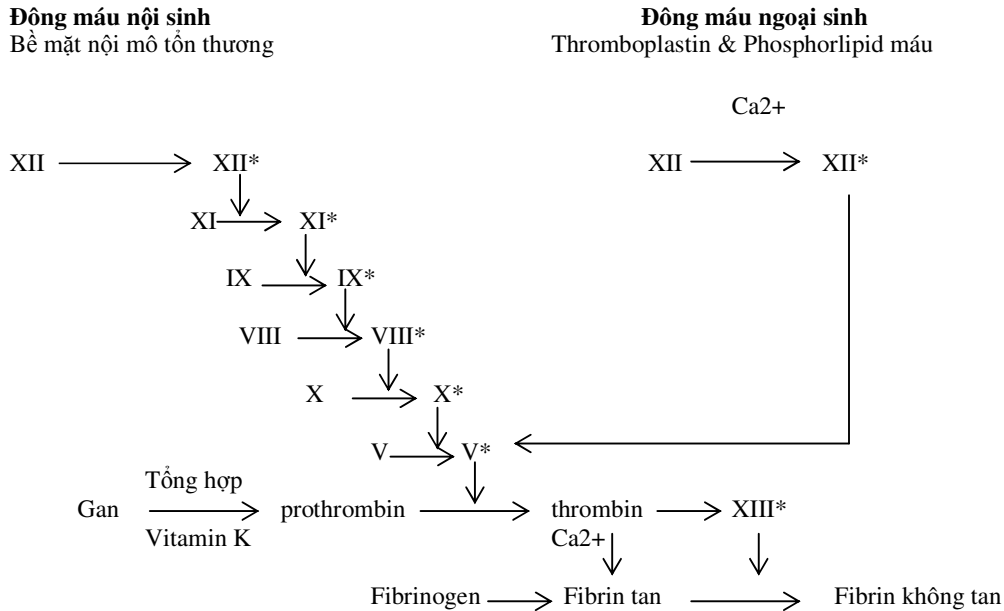 Đông máu nội sinh Đông máu ngoại sinh
Bề mặt nội mô tổn thương Thromboplastin & Phosphorlipid máu
Ca2+
XII XII* XII XII*
XI XI*
IX IX*
VIII VIII*
X X*
V V*
Tổng hợp
Gan prothrombin thrombin XIII*
Vitamin K Ca2+
Fibrinogen Fibrin tan Fibrin không tan